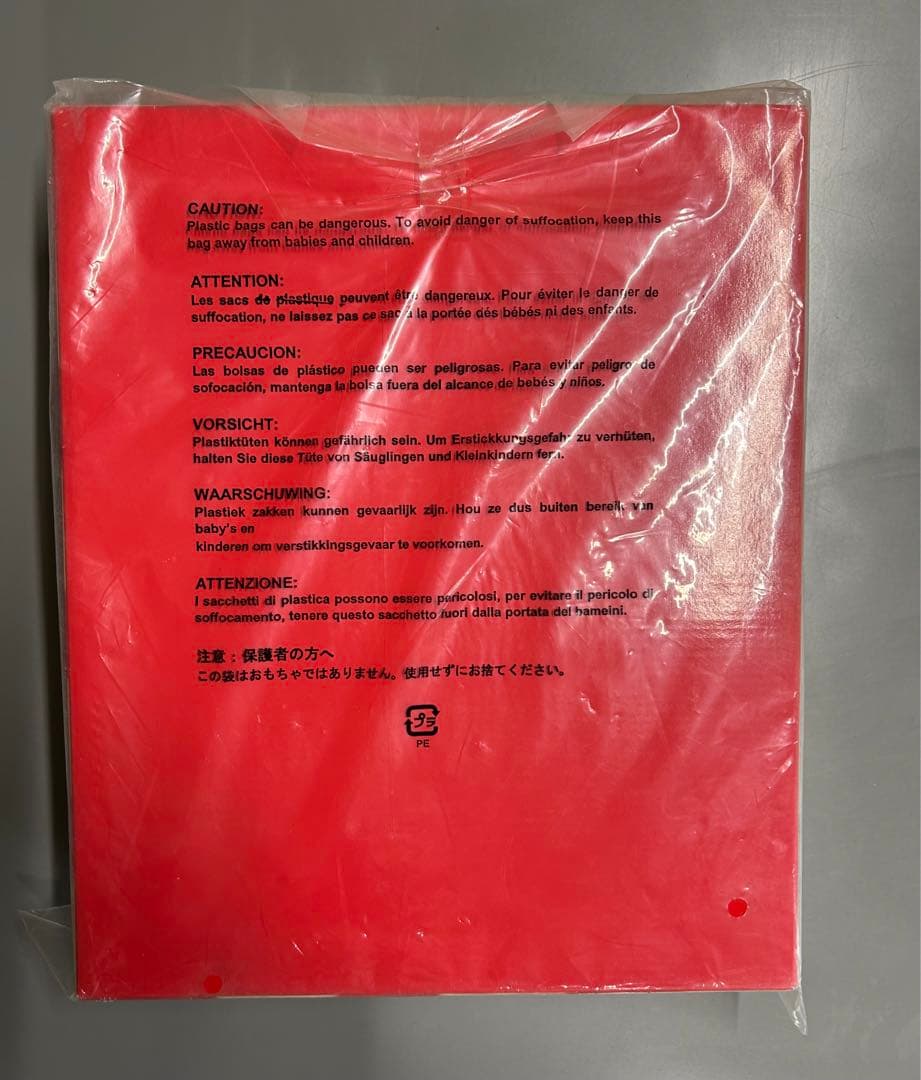 CAUTION:
Plastic bags can be dangerous. To avoid danger of suffocation, keep this
bag away from babies and children.
ATTENTION:
Les sacs de plastique peuvent être dangereux. Pour éviter le danger de
suffocation, ne laissez pas ce sac à la portée dés bébés ni des enfants.
PRECAUCION:
Las bolsas de plástico pueden ser peligrosas. Para evitar peligro de
sofocación, mantenga la bolsa fuera del alcance de bebés y niños.
VORSICHT:
Plastiktüten können gefährlich sein. Um Erstickkungsgefahr zu verhüten,
halten Sie diese Tüte von Säuglingen und Kleinkindern fern.
WAARSCHUWING:
Plastiek zakken kunnen gevaarlijk zijn. Hou ze dus buiten bereik van
baby's en
kinderen om verstikkingsgevaar te voorkomen.
ATTENZIONE:
I sacchetti di plastica possono essere pericolosi, per evitare il pericolo di
soffocamento, tenere questo sacchetto fuori dalla portata dei bameini.
注意：保護者の方へ
この袋はおもちゃではありません。使用せずにお捨てください。
プラ
PE